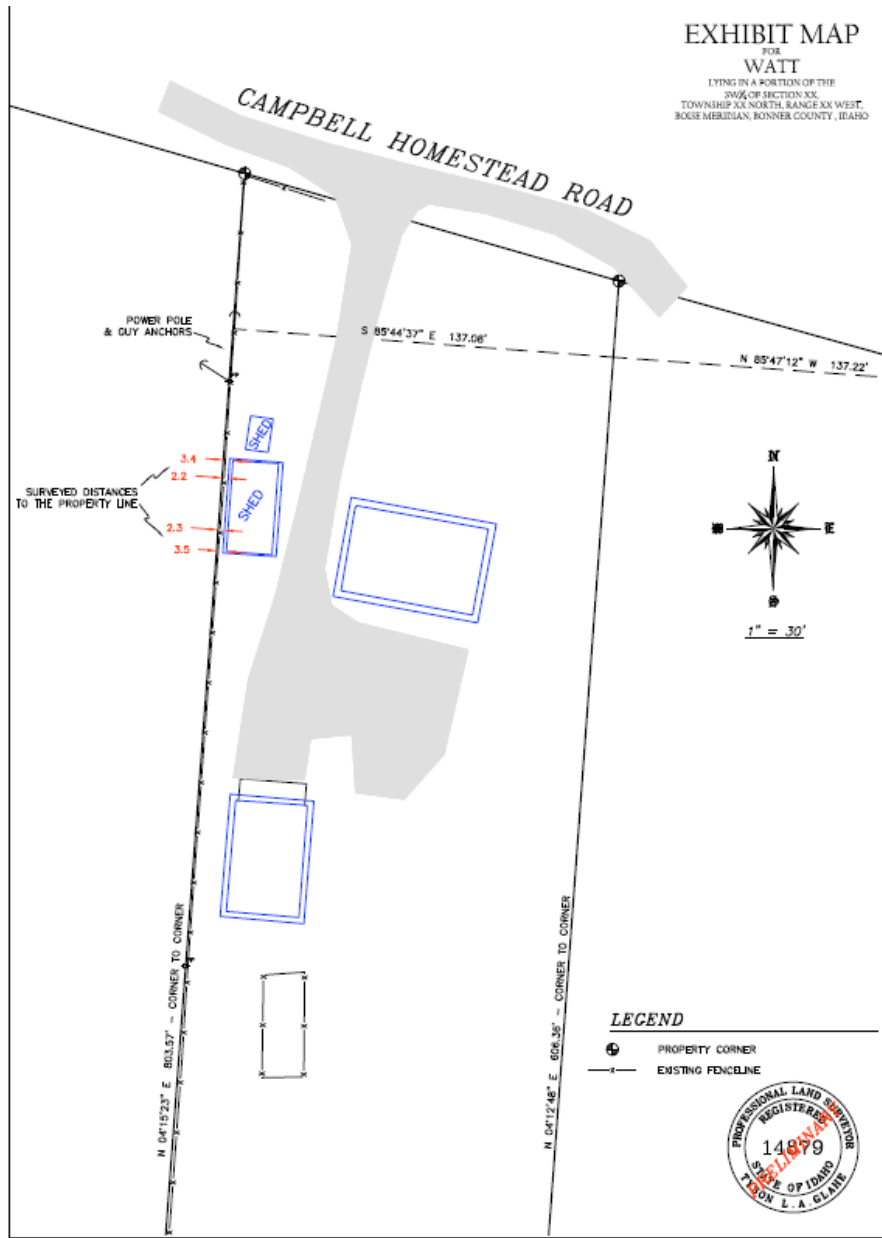 EXHIBIT MAP
FOR
WATT
LYING IN A PORTION OF THE
SW¼ OF SECTION XX,
TOWNSHIP XX NORTH, RANGE XX WEST,
BOISE MERIDIAN, BONNER COUNTY, IDAHO
CAMPBELL HOMESTEAD ROAD
POWER POLE
& GUY ANCHORS
S 85°44'37" E 137.08'
N 85°47'12" W 137.22'
SHED
3.4
2.2
SHED
SURVEYED DISTANCES
TO THE PROPERTY LINE
2.3
3.5
N
E
1" = 30'
N 04°15'23" E 803.57' - CORNER TO CORNER
N 04°12'48" E 606.36' - CORNER TO CORNER
LEGEND
PROPERTY CORNER
EXISTING FENCELINE
PROFESSIONAL LAND SURVEYOR
REGISTERED
14879
PRELIMINARY
STATE OF IDAHO
TYSON L.A. GLAHE